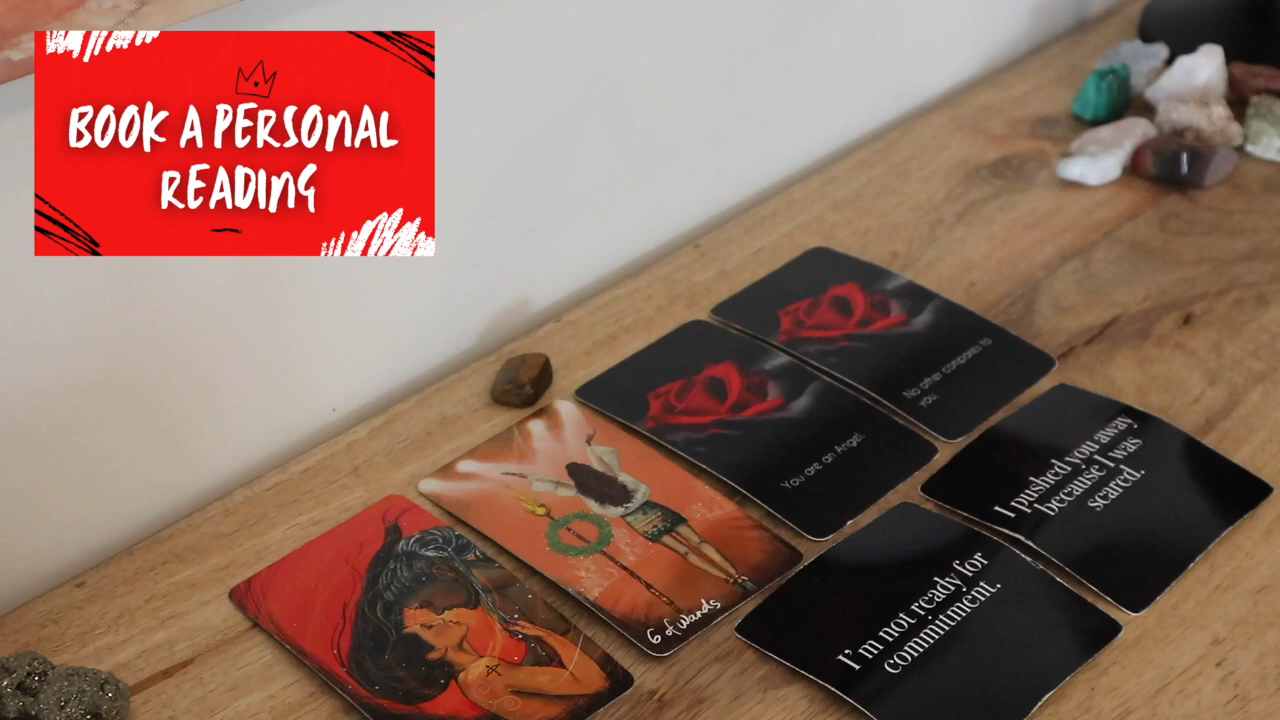 BOOK A PERSONAL
READING
No other compares to
you.
You are an Angel.
I pushed you away
because I was
scared.
I'm not ready for
commitment.
6 of Wands